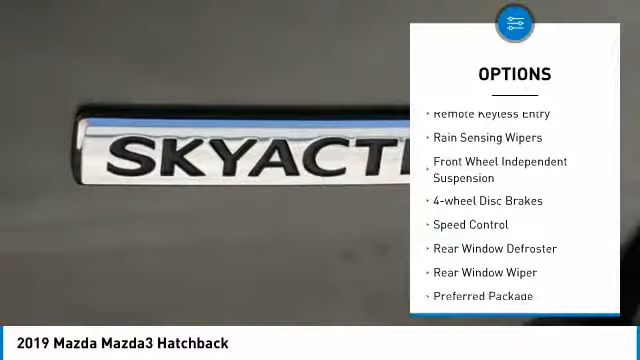 SKYACTI
OPTIONS
Remote Keyless Entry
Rain Sensing Wipers
Front Wheel Independent
Suspension
4-wheel Disc Brakes
Speed Control
Rear Window Defroster
Rear Window Wiper
Preferred Package
2019 Mazda Mazda3 Hatchback